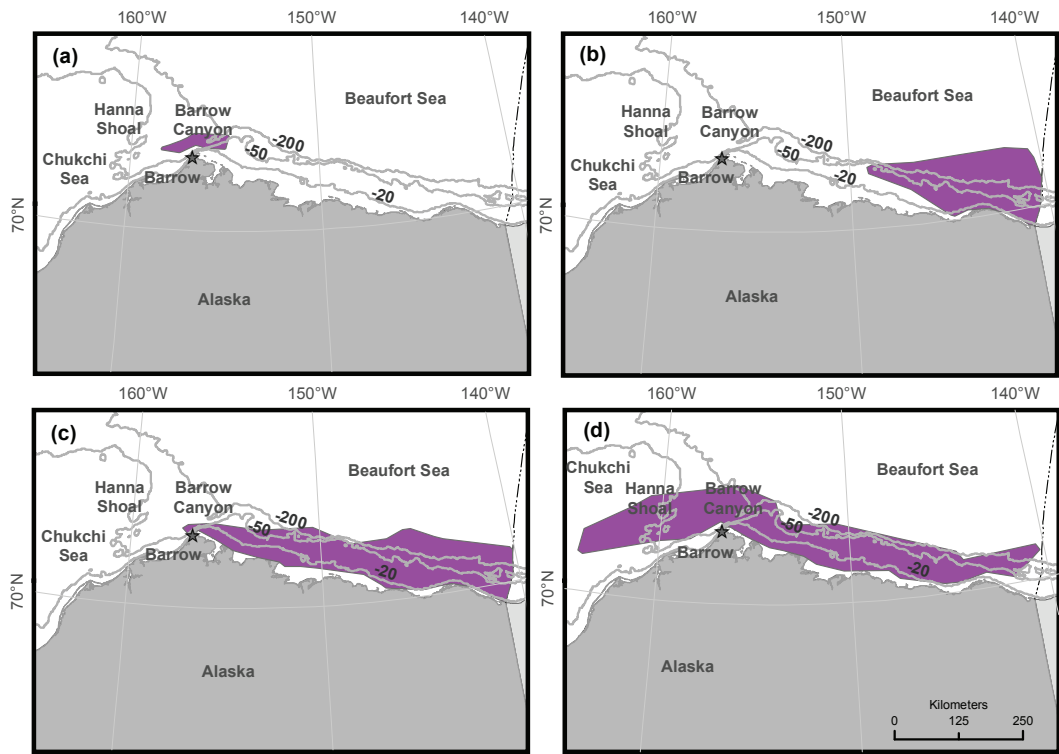 160°W
150°W
140°W
160°W
150°W
140°W
(a)
Beaufort Sea
Hanna
Shoal
Barrow
Canyon
-200
-50
Chukchi
Sea
Barrow
-20
70°N
Alaska
(b)
Beaufort Sea
Hanna
Shoal
Barrow
Canyon
-200
-50
Chukchi
Sea
Barrow
-20
70°N
Alaska
160°W
150°W
140°W
160°W
150°W
140°W
(c)
Beaufort Sea
Hanna
Shoal
Barrow
Canyon
-200
-50
Chukchi
Sea
Barrow
-20
70°N
Alaska
(d)
Beaufort Sea
Chukchi
Sea
Hanna
Shoal
Barrow
Canyon
-200
-50
Barrow
-20
70°N
Alaska
Kilometers
0 125 250